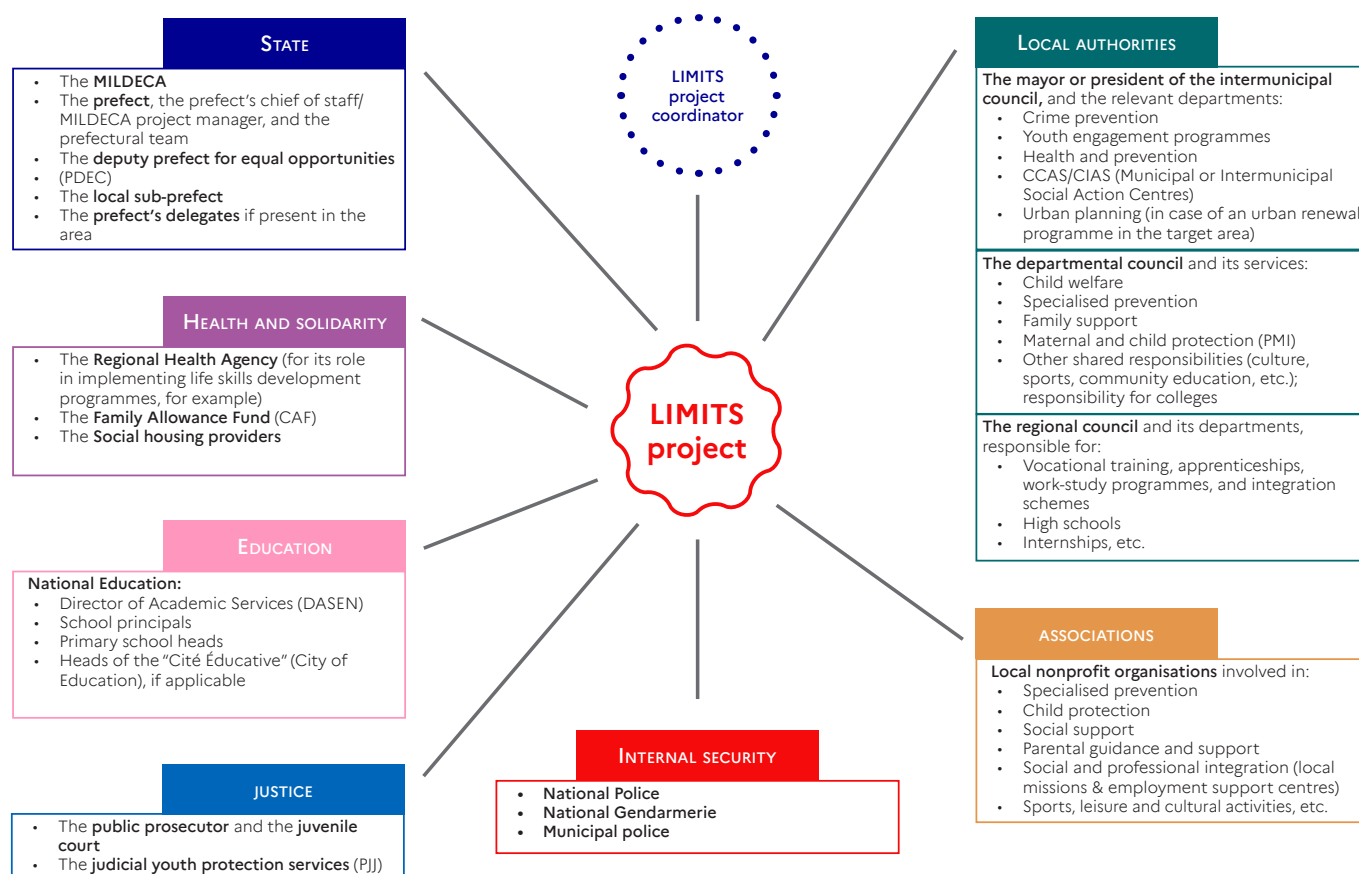 STATE
• The MILDECA
• The prefect, the prefect's chief of staff/
MILDECA project manager, and the
prefectural team
• The deputy prefect for equal opportunities
• (PDEC)
• The local sub-prefect
• The prefect's delegates if present in the
area
LIMITS
project
coordinator
LOCAL AUTHORITIES
The mayor or president of the intermunicipal
council, and the relevant departments:
• Crime prevention
• Youth engagement programmes
• Health and prevention
• CCAS/CIAS (Municipal or Intermunicipal
Social Action Centres)
• Urban planning (in case of an urban renewal
programme in the target area)
The departmental council and its services:
• Child welfare
• Specialised prevention
• Family support
• Maternal and child protection (PMI)
• Other shared responsibilities (culture,
sports, community education, etc.);
responsibility for colleges
The regional council and its departments,
responsible for:
• Vocational training, apprenticeships,
work-study programmes, and integration
schemes
• High schools
• Internships, etc.
HEALTH AND SOLIDARITY
• The Regional Health Agency (for its role
in implementing life skills development
programmes, for example)
• The Family Allowance Fund (CAF)
• The Social housing providers
LIMITS
project
EDUCATION
National Education:
• Director of Academic Services (DASEN)
• School principals
• Primary school heads
• Heads of the "Cité Éducative" (City of
Education), if applicable
ASSOCIATIONS
Local nonprofit organisations involved in:
• Specialised prevention
• Child protection
• Social support
• Parental guidance and support
• Social and professional integration (local
missions & employment support centres)
• Sports, leisure and cultural activities, etc.
INTERNAL SECURITY
• National Police
• National Gendarmerie
• Municipal police
JUSTICE
• The public prosecutor and the juvenile
court
• The judicial youth protection services (PJJ)